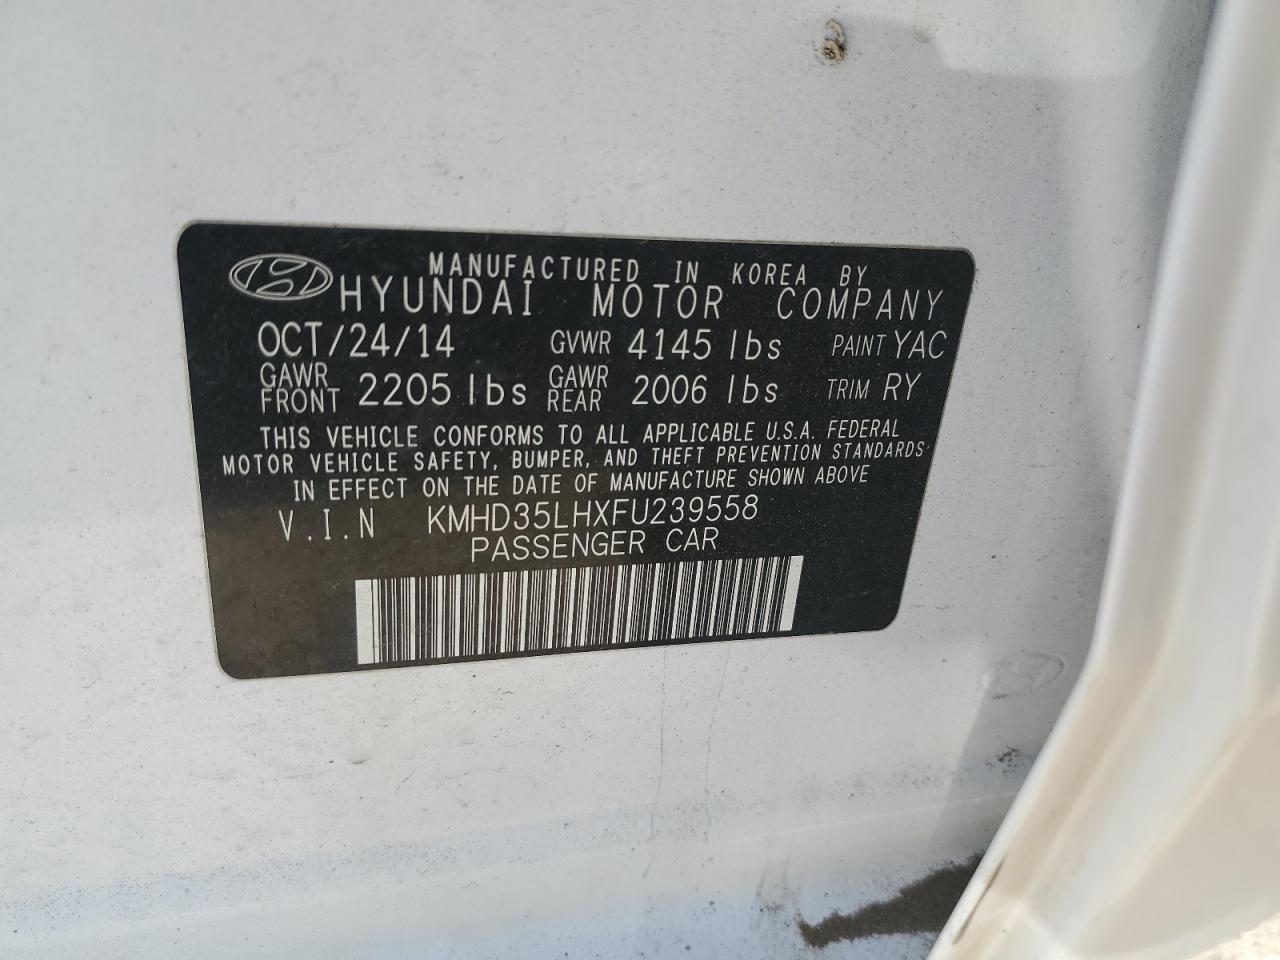 MANUFACTURED IN KOREA BY
HYUNDAI MOTOR COMPANY
OCT/24/14 GVWR 4145 lbs PAINT YAC
GAWR FRONT 2205 lbs GAWR REAR 2006 lbs TRIM RY
THIS VEHICLE CONFORMS TO ALL APPLICABLE U.S.A. FEDERAL
MOTOR VEHICLE SAFETY, BUMPER, AND THEFT PREVENTION STANDARDS
IN EFFECT ON THE DATE OF MANUFACTURE SHOWN ABOVE
V.I.N KMHD35LHXFU239558
PASSENGER CAR